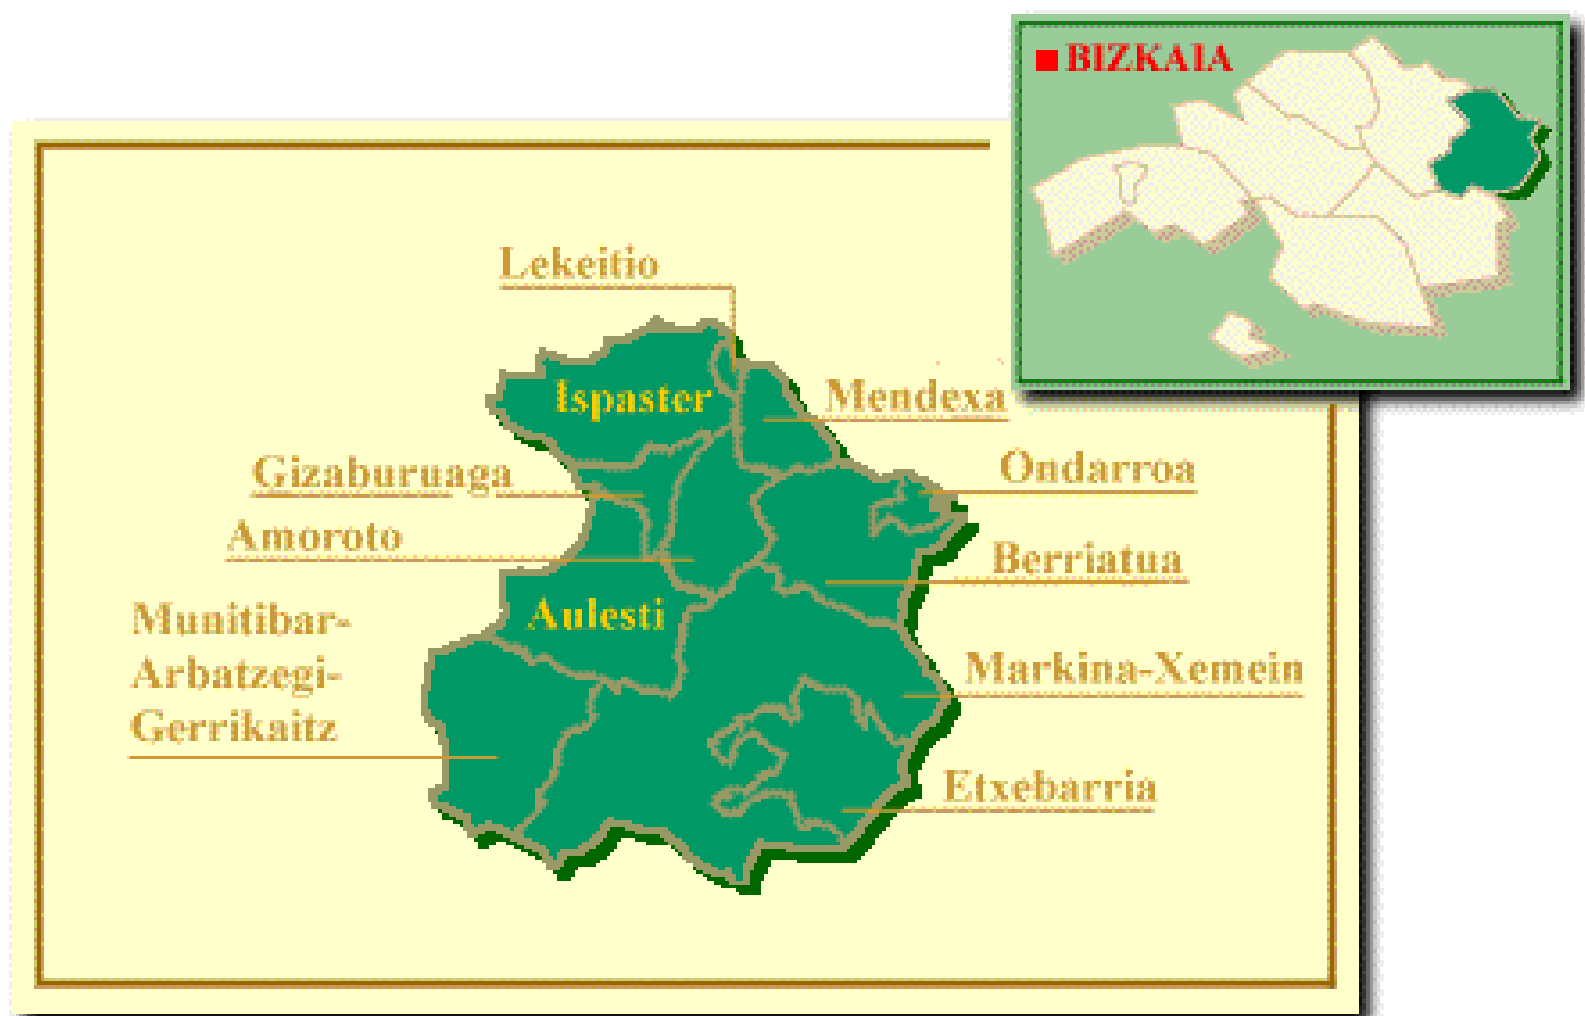 BIZKAIA
Lekeitio
Ispaster
Mendexa
Gizaburuaga
Ondarroa
Amoroto
Berriatua
Aulesti
Munitibar-
Arbatzegi-
Gerrikaitz
Markina-Xemein
Etxebarria